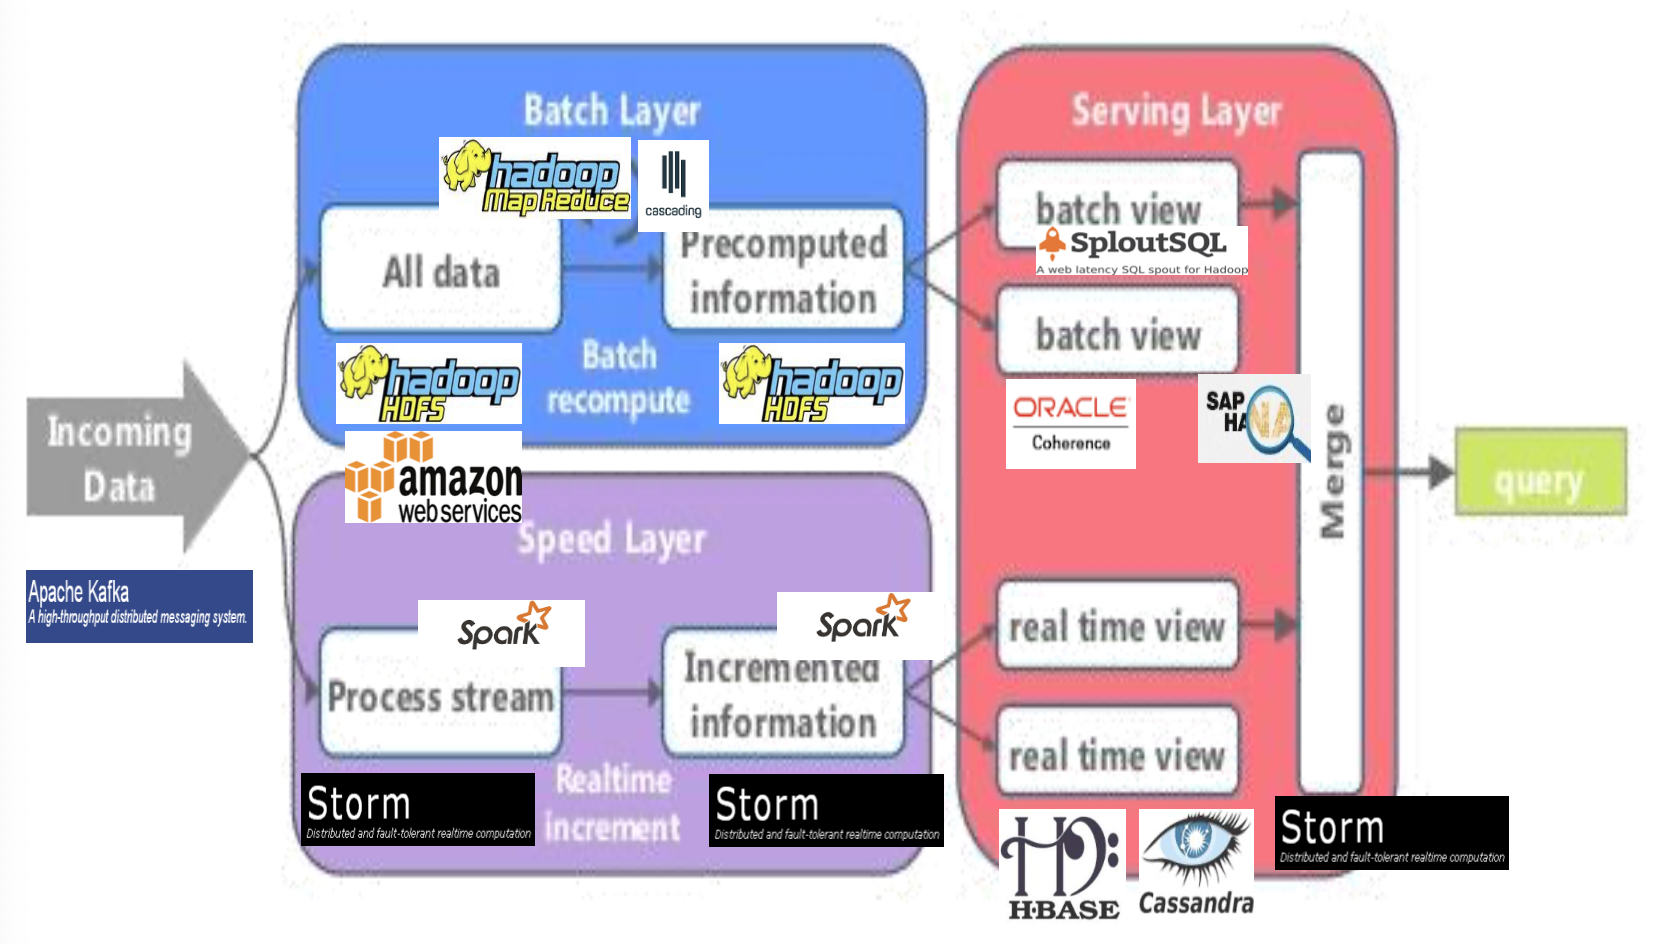 Incoming
Data
Apache Kafka
A high-throughput distributed messaging system.
Batch Layer
hadoop
Map Reduce
cascading
All data
Precomputed
information
hadoop
HDFS
Batch
recompute
hadoop
HDFS
amazon
web services
Speed Layer
Spark
Spark
Process stream
Incremented
information
Storm
Distributed and fault-tolerant realtime computation
Realtime
increment
Storm
Distributed and fault-tolerant realtime computation
Serving Layer
batch view
SploutSQL
A web latency SQL spout for Hadoop
batch view
ORACLE
Coherence
SAP
HANA
Merge
real time view
real time view
H·BASE
Cassandra
Storm
Distributed and fault-tolerant realtime computation
query